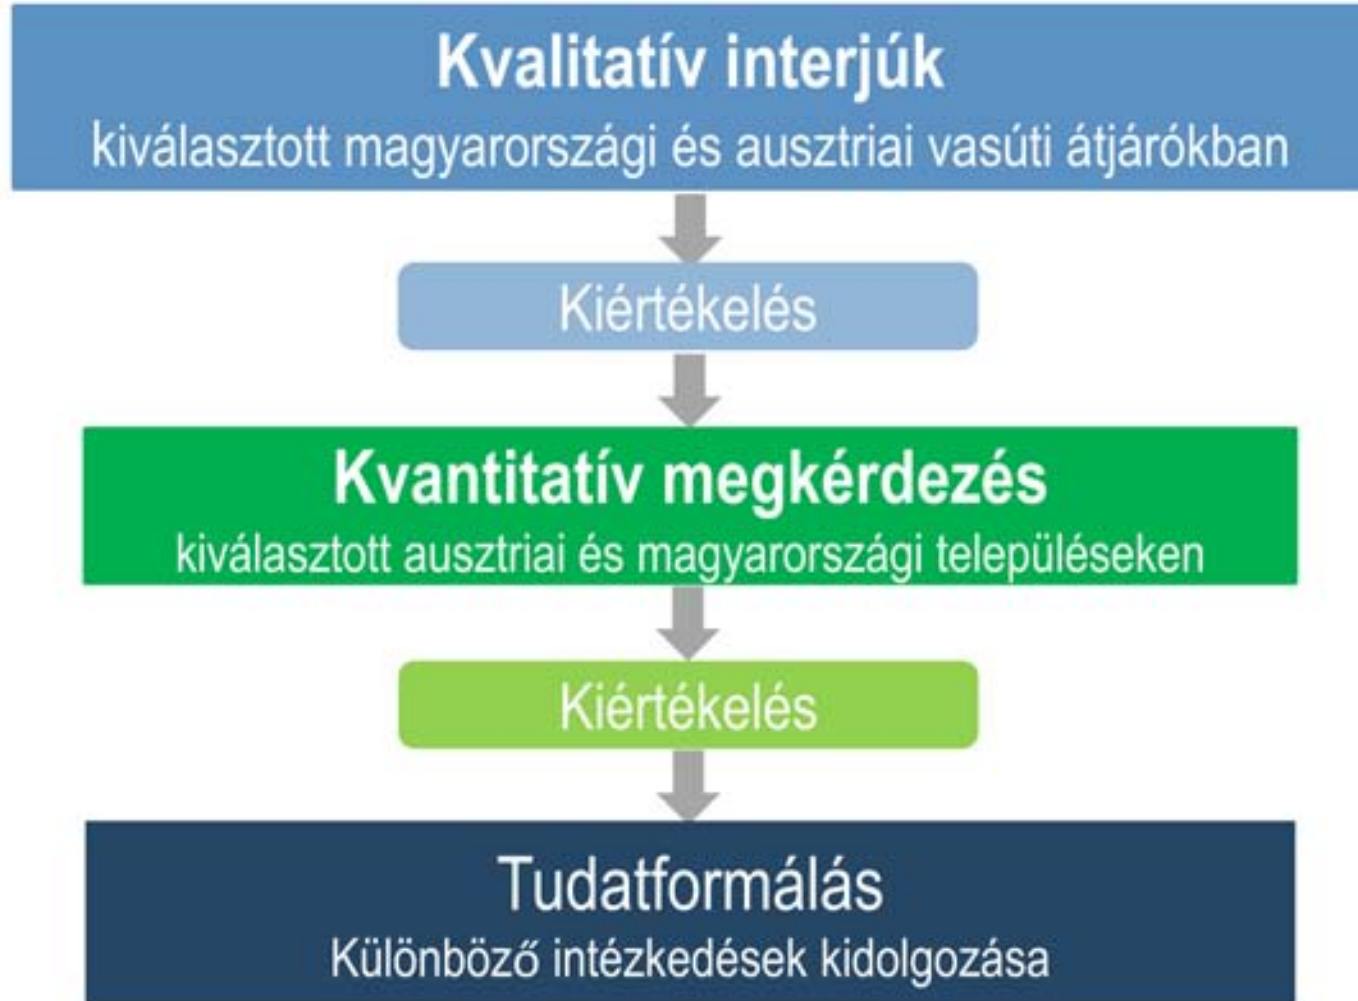 Kvalitatív interjúk
kiválasztott magyarországi és ausztriai vasúti átjárókban
Kiértékelés
Kvantitatív megkérdezés
kiválasztott ausztriai és magyarországi településeken
Kiértékelés
Tudatformálás
Különböző intézkedések kidolgozása